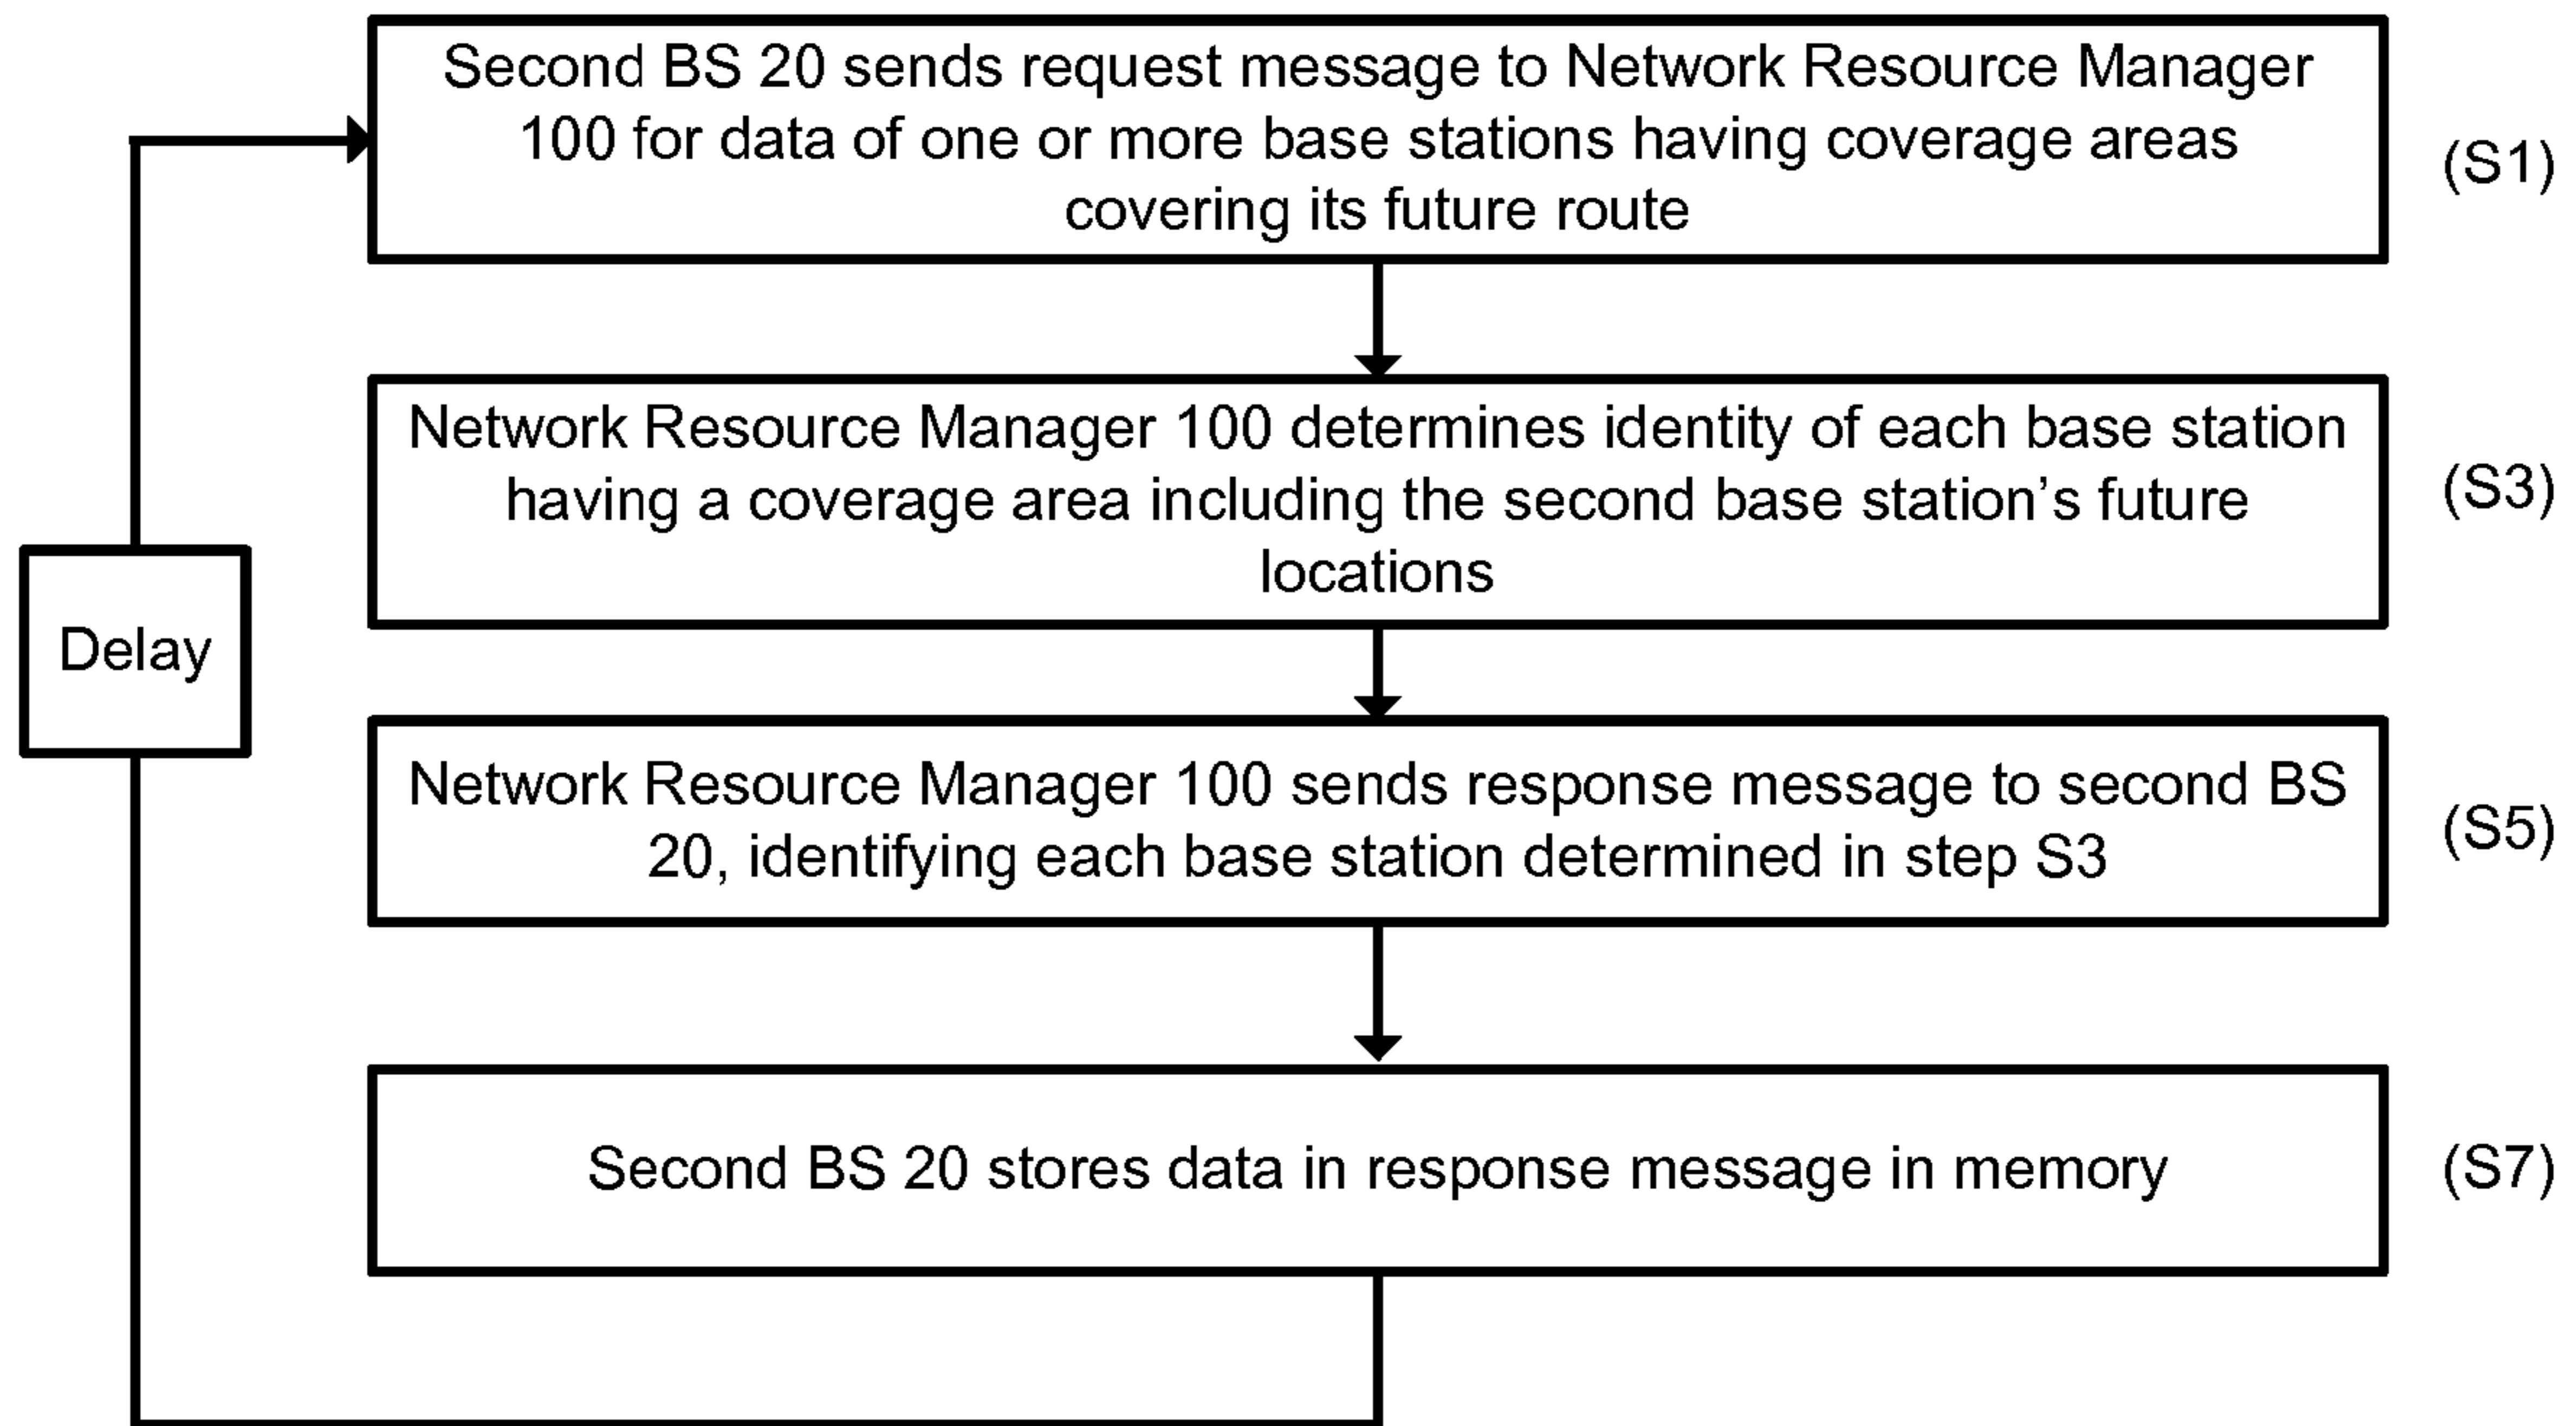 Second BS 20 sends request message to Network Resource Manager
100 for data of one or more base stations having coverage areas
covering its future route
(S1)
Network Resource Manager 100 determines identity of each base station
having a coverage area including the second base station's future
locations
(S3)
Delay
Network Resource Manager 100 sends response message to second BS
20, identifying each base station determined in step S3
(S5)
Second BS 20 stores data in response message in memory
(S7)